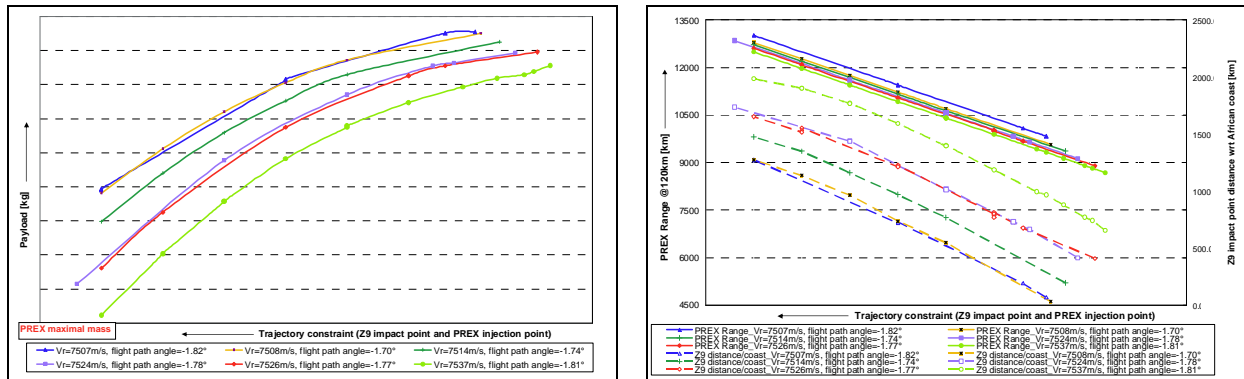 Payload [kg]
PREX maximal mass
Trajectory constraint (Z9 impact point and PREX injection point)
Vr=7507m/s, flight path angle=-1.82°
Vr=7508m/s, flight path angle=-1.70°
Vr=7514m/s, flight path angle=-1.74°
Vr=7524m/s, flight path angle=-1.78°
Vr=7526m/s, flight path angle=-1.77°
Vr=7537m/s, flight path angle=-1.81°
PREX Range @120km [km]
13500
12000
10500
9000
7500
6000
4500
2500.
2000.
1500.
1000
500.
0.0
Z9 impact point distance wrt African coast [km]
Trajectory constraint (Z9 impact point and PREX injection point)
PREX Range_Vr=7507m/s, flight path angle=-1.82°
PREX Range_Vr=7508m/s, flight path angle=-1.70°
PREX Range_Vr=7514m/s, flight path angle=-1.74°
PREX Range_Vr=7524m/s, flight path angle=-1.78°
PREX Range_Vr=7526m/s, flight path angle=-1.77°
PREX Range_Vr=7537m/s, flight path angle=-1.81°
Z9 distance/coast_Vr=7507m/s, flight path angle=-1.82°
Z9 distance/coast_Vr=7508m/s, flight path angle=-1.70°
Z9 distance/coast_Vr=7514m/s, flight path angle=-1.74°
Z9 distance/coast_Vr=7524m/s, flight path angle=-1.78°
Z9 distance/coast_Vr=7526m/s, flight path angle=-1.77°
Z9 distance/coast_Vr=7537m/s, flight path angle=-1.81°